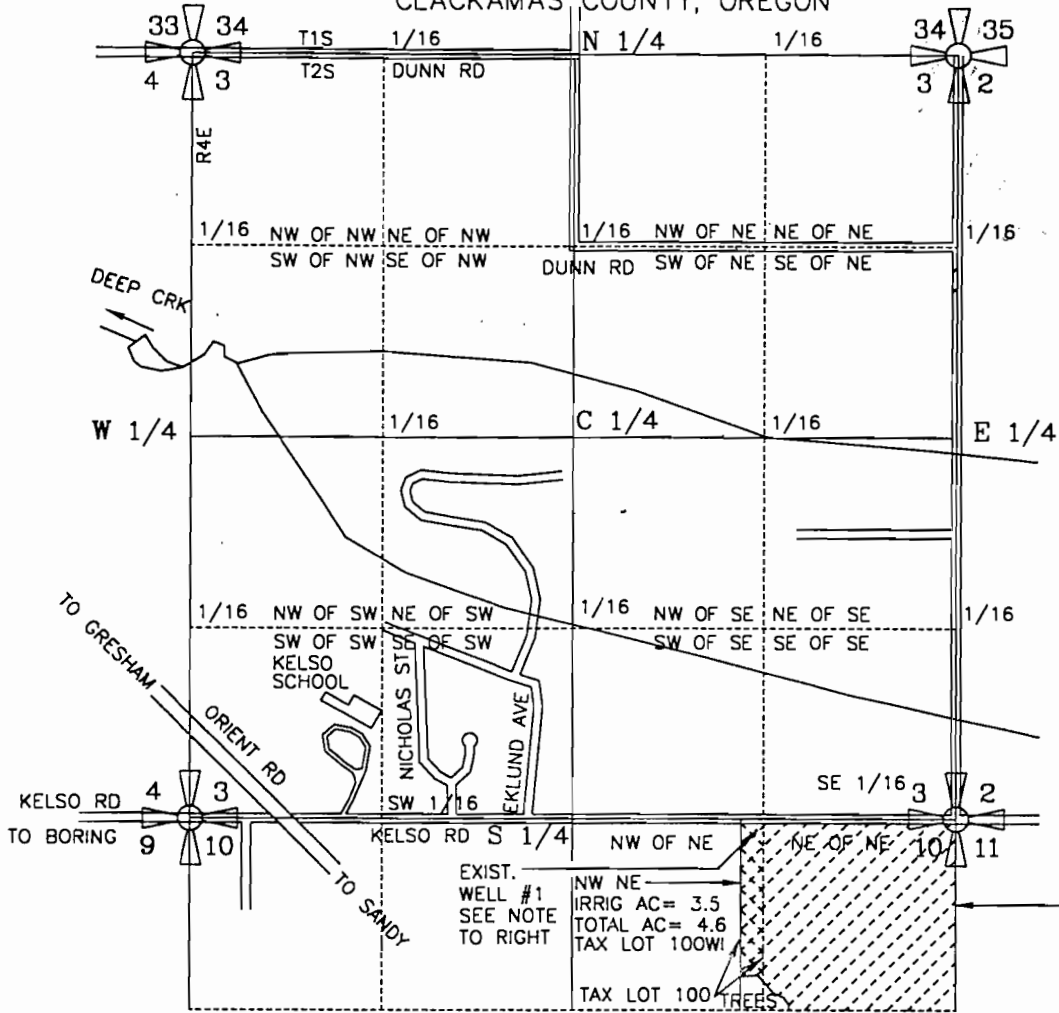 CLACKAMAS COUNTY, OREGON
33 34
T1S 1/16 N 1/4 1/16
34 35
4 3
T2S DUNN RD
3 2
R4E
1/16 NW OF NW NE OF NW 1/16 NW OF NE NE OF NE 1/16
SW OF NW SE OF NW DUNN RD SW OF NE SE OF NE
DEEP CRK
W 1/4 1/16 C 1/4 1/16 E 1/4
1/16 NW OF SW NE OF SW 1/16 NW OF SE NE OF SE 1/16
SW OF SW SE OF SW SW OF SE SE OF SE
TO GRESHAM
ORIENT RD
TO SANDY
KELSO
SCHOOL
NICHOLAS ST
EKLUND AVE
SE 1/16
KELSO RD 4 3 SW 1/16 3 2
TO BORING 9 10 KELSO RD S 1/4 NW OF NE NE OF NE 10 11
EXIST.
WELL #1
SEE NOTE
TO RIGHT
NW NE
IRRIG AC= 3.5
TOTAL AC= 4.6
TAX LOT 100WI
TAX LOT 100 TREES